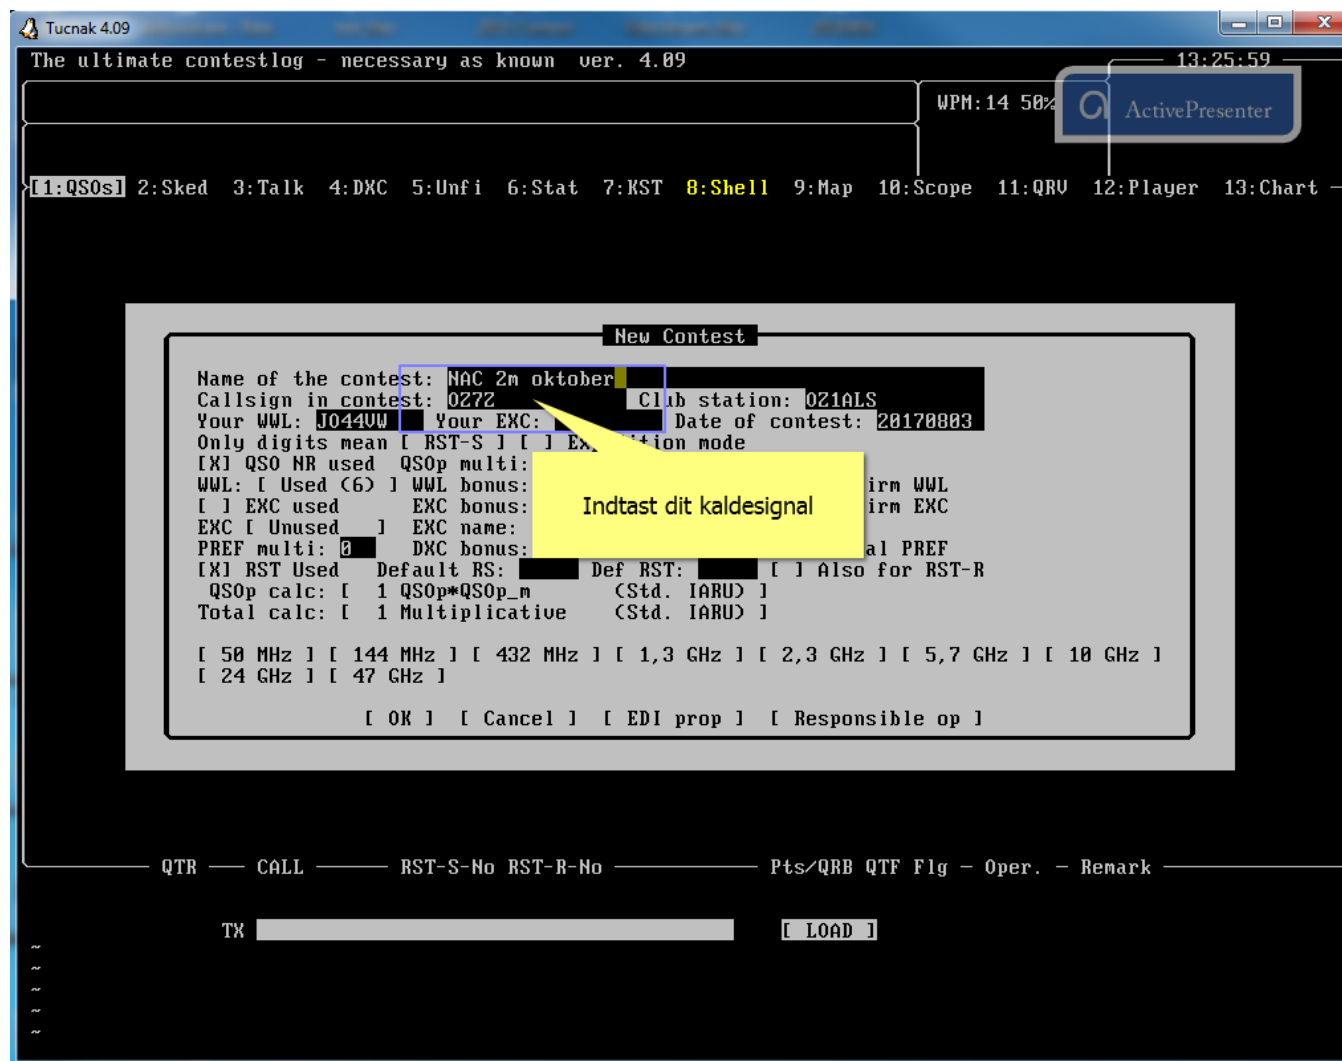 Tucnak 4.09
The ultimate contestlog - necessary as known ver. 4.09 13:25:59
WPM:14 50%
ActivePresenter
[1:QSOs] 2:Sked 3:Talk 4:DXC 5:Unfi 6:Stat 7:KST 8:Shell 9:Map 10:Scope 11:QRV 12:Player 13:Chart
New Contest
Name of the contest: NAC 2m oktober
Callsign in contest: OZ7Z Club station: OZ1ALS
Your WWL: JO44VW Your EXC: Date of contest: 20170803
Only digits mean [ RST-S ] [ ] Ex ition mode
[X] QSO NR used QSOp multi:
WWL: [ Used (6) ] WWL bonus: irm WWL
[ ] EXC used EXC bonus: irm EXC
EXC [ Unused ] EXC name:
PREF multi: 0 DXC bonus: al PREF
Indtast dit kaldesignal
[X] RST Used Default RS: Def RST: [ ] Also for RST-R
QSOp calc: [ 1 QSOp*QSOp_m (Std. IARU) ]
Total calc: [ 1 Multiplicative (Std. IARU) ]
[ 50 MHz ] [ 144 MHz ] [ 432 MHz ] [ 1,3 GHz ] [ 2,3 GHz ] [ 5,7 GHz ] [ 10 GHz ]
[ 24 GHz ] [ 47 GHz ]
[ OK ] [ Cancel ] [ EDI prop ] [ Responsible op ]
QTR CALL RST-S-No RST-R-No Pts/QRB QTF Flg - Oper. - Remark
TX [ LOAD ]
~
~
~
~
~